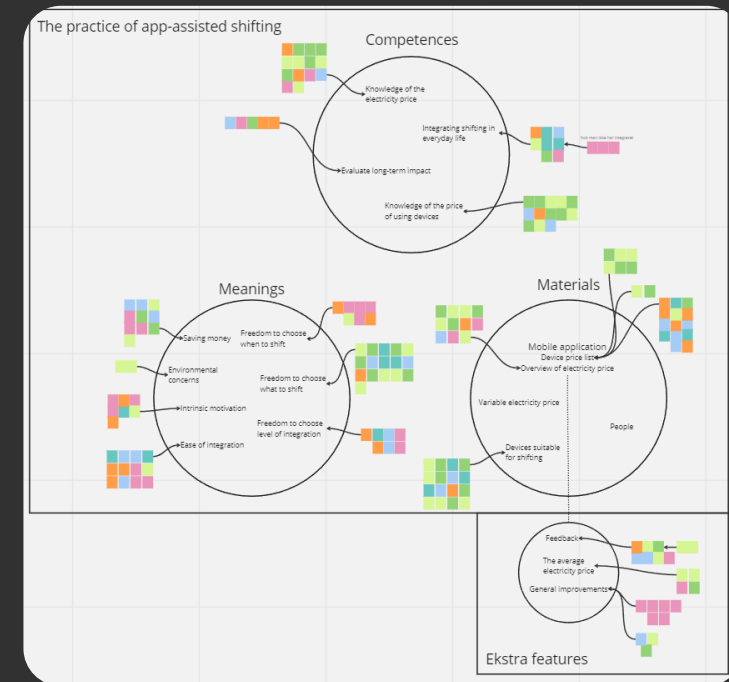 The practice of app-assisted shifting
Competences
Knowledge of the
electricity price
Integrating shifting in
everyday life
Evaluate long-term impact
Knowledge of the price
of using devices
Meanings
Saving money
Freedom to choose
when to shift
Environmental
concerns
Freedom to choose
what to shift
Intrinsic motivation
Freedom to choose
level of integration
Ease of integration
Materials
Mobile application
Device price list
Overview of electricity price
Variable electricity price
People
Devices suitable
for shifting
Feedback
The average
electricity price
General improvements
Ekstra features